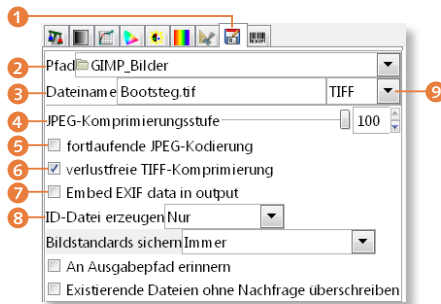 1
2 Pfad GIMP_Bilder
3 Dateiname Bootsteg.tif TIFF 9
4 JPEG-Komprimierungsstufe 100
5 fortlaufende JPEG-Kodierung
6 verlustfreie TIFF-Komprimierung
7 Embed EXIF data in output
8 ID-Datei erzeugen Nur
Bildstandards sichern Immer
An Ausgabepfad erinnern
Existierende Dateien ohne Nachfrage überschreiben